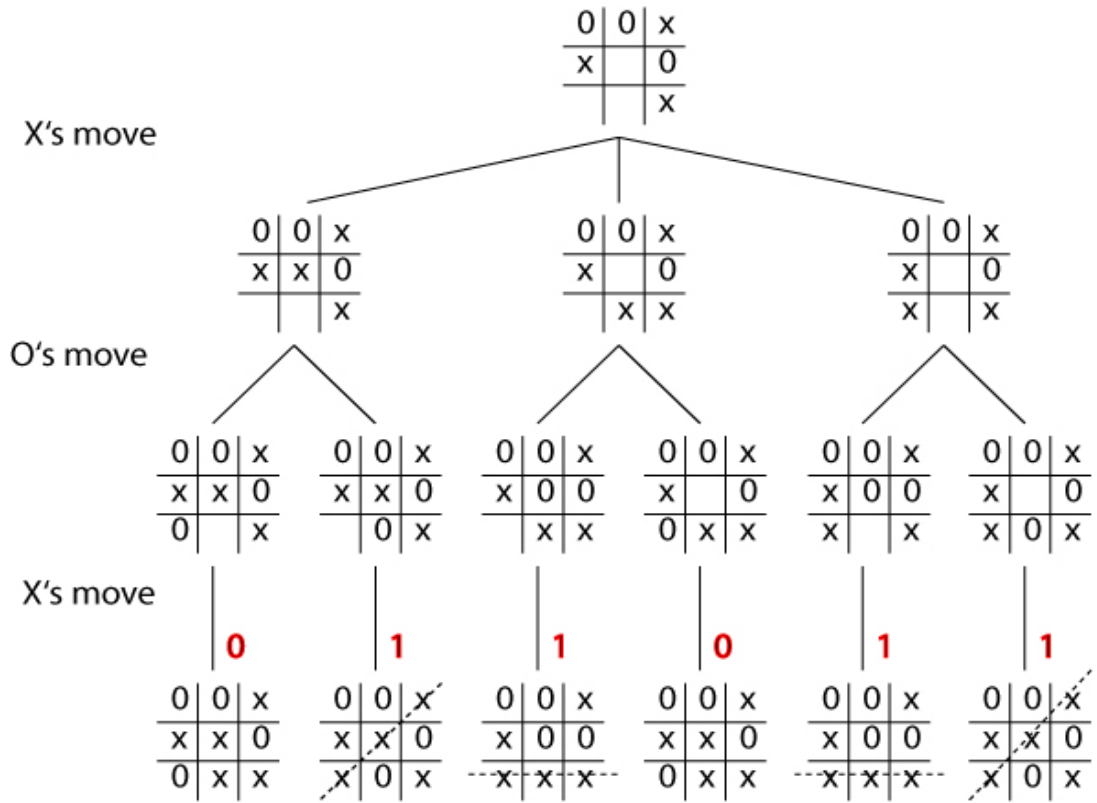 0 0 x
x 0
x
X‘s move
0 0 x 0 0 x 0 0 x
x x 0 x 0 x 0
x x x x x
O‘s move
0 0 x 0 0 x 0 0 x 0 0 x 0 0 x 0 0 x
x x 0 x x 0 x 0 0 x 0 x 0 0 x 0
0 x 0 x x x 0 x x x x x 0 x
X‘s move
0 1 1 0 1 1
0 0 x 0 0 x 0 0 x 0 0 x 0 0 x 0 0 x
x x 0 x x 0 x 0 0 x x 0 x 0 0 x x 0
0 x x x 0 x x x x 0 x x x x x x 0 x